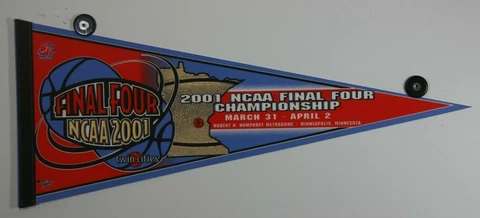 FINAL FOUR
NCAA 2001
twin cities
2001 NCAA FINAL FOUR
CHAMPIONSHIP
MARCH 31 - APRIL 2
HUBERT H. HUMPHREY METRODOME - MINNEAPOLIS, MINNESOTA